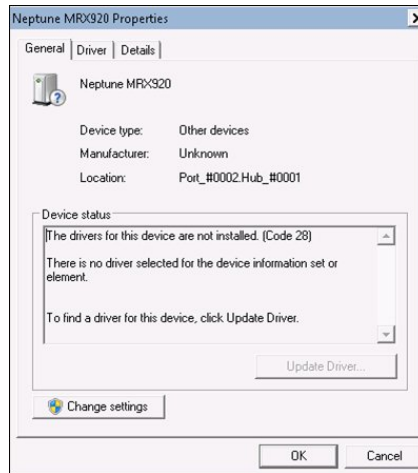 Neptune MRX920 Properties
General
Driver
Details
Neptune MRX920
Device type: Other devices
Manufacturer: Unknown
Location: Port_#0002.Hub_#0001
Device status
The drivers for this device are not installed. (Code 28)
There is no driver selected for the device information set or
element.
To find a driver for this device, click Update Driver.
Update Driver...
Change settings
OK
Cancel